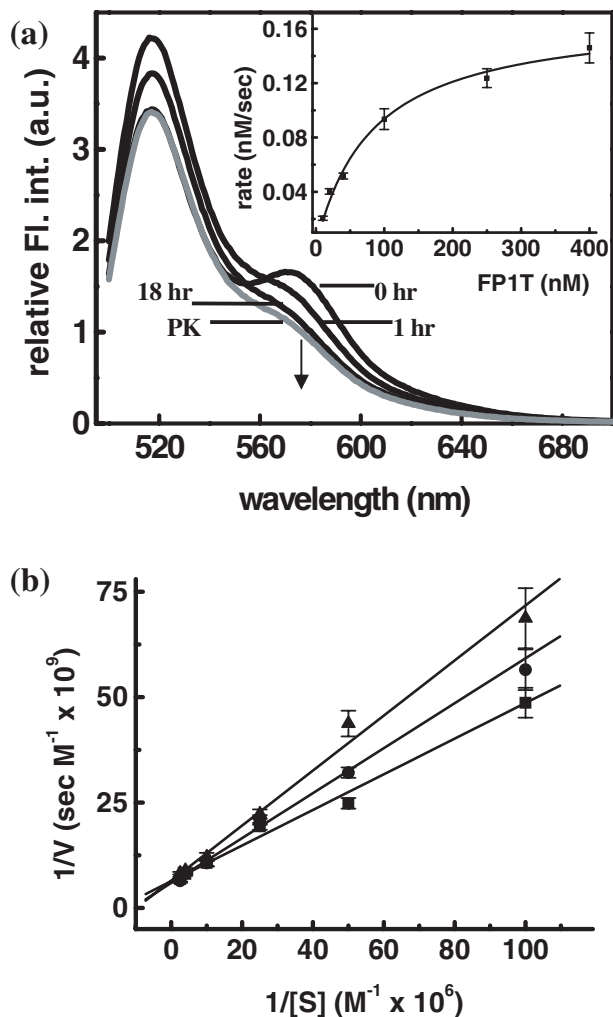 (a)
relative Fl. int. (a.u.)
4
3
2
1
0
520 560 600 640 680
wavelength (nm)
18 hr
PK
0 hr
1 hr
rate (nM/sec)
0.16
0.12
0.08
0.04
0 100 200 300 400
FP1T (nM)
(b)
1/V (sec M⁻¹ x 10⁹)
75
50
25
0
0 20 40 60 80 100
1/[S] (M⁻¹ x 10⁶)